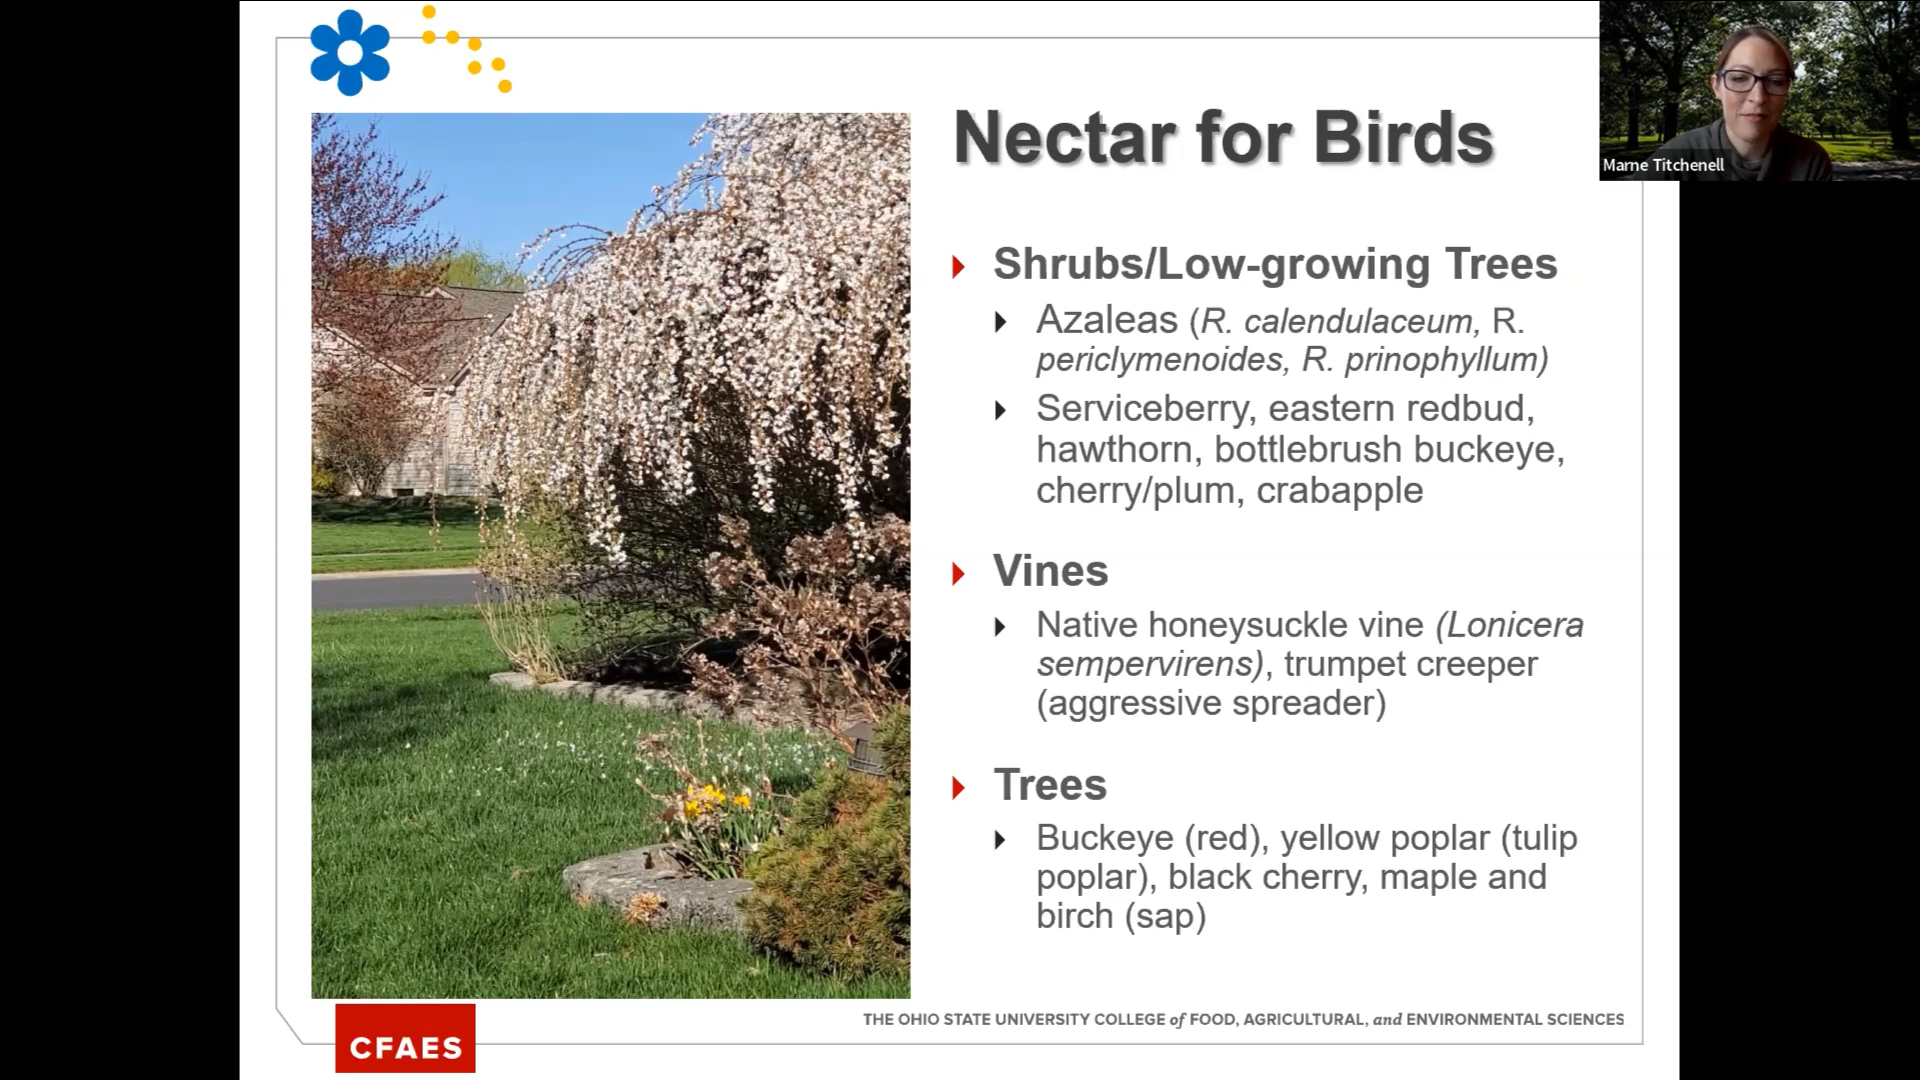 Nectar for Birds
Marne Titchenell
Shrubs/Low-growing Trees
Azaleas (R. calendulaceum, R.
periclymenoides, R. prinophyllum)
Serviceberry, eastern redbud,
hawthorn, bottlebrush buckeye,
cherry/plum, crabapple
Vines
Native honeysuckle vine (Lonicera
sempervirens), trumpet creeper
(aggressive spreader)
Trees
Buckeye (red), yellow poplar (tulip
poplar), black cherry, maple and
birch (sap)
THE OHIO STATE UNIVERSITY COLLEGE of FOOD, AGRICULTURAL, and ENVIRONMENTAL SCIENCES
CFAES